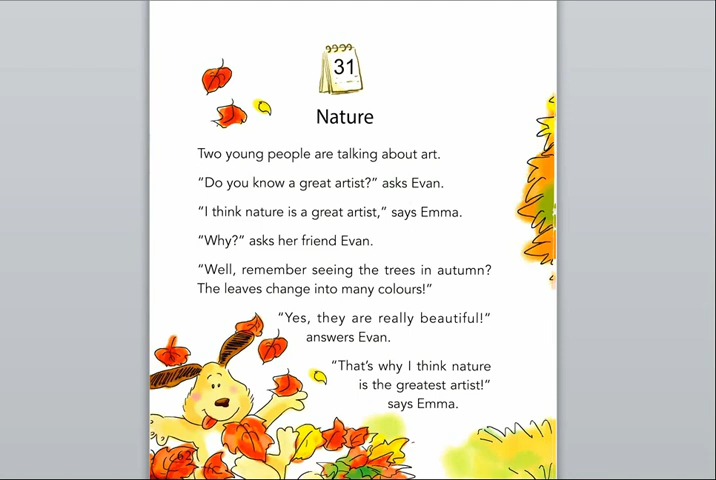 31
Nature
Two young people are talking about art.
“Do you know a great artist?” asks Evan.
“I think nature is a great artist,” says Emma.
“Why?” asks her friend Evan.
“Well, remember seeing the trees in autumn?
The leaves change into many colours!”
“Yes, they are really beautiful!”
answers Evan.
“That’s why I think nature
is the greatest artist!”
says Emma.
62